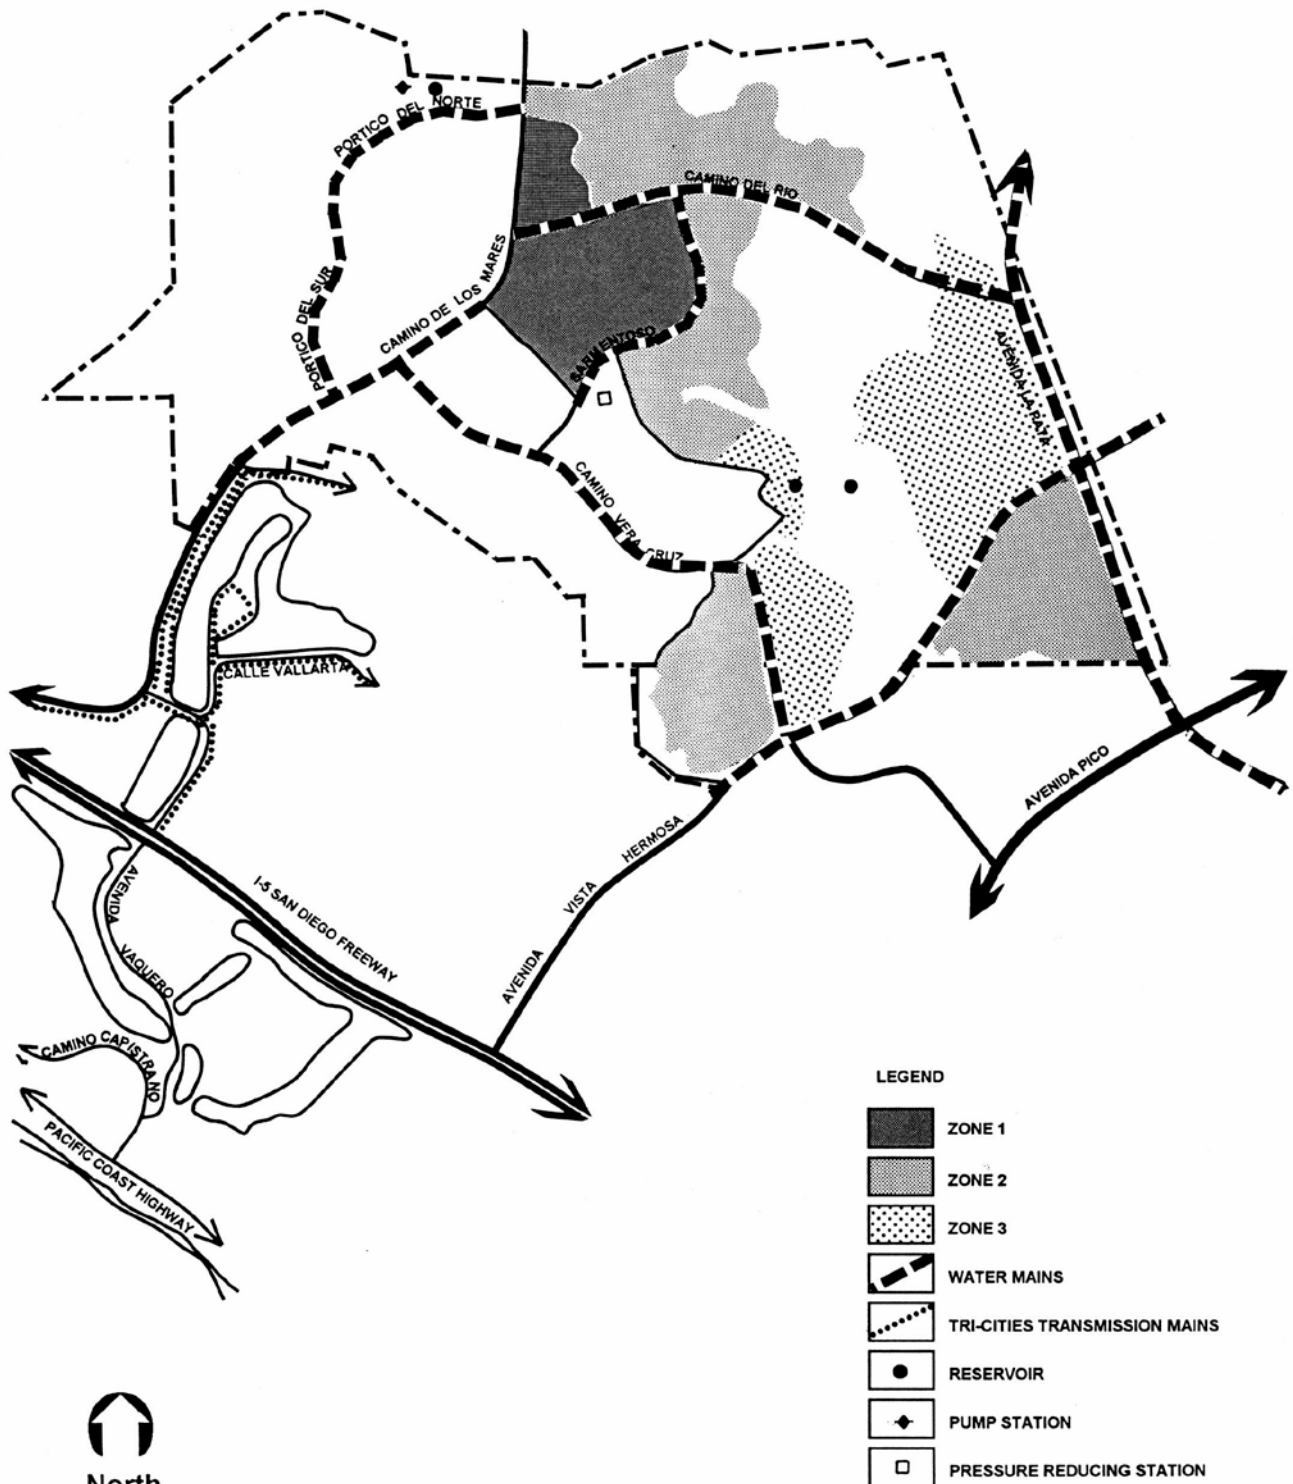 PORTICO DEL NORTE
CAMINO DEL RIO
PORTICO DEL SUR
CAMINO DE LOS MARES
SARMENTOSO
AVENIDA LA PATA
CAMINO VERA CRUZ
CALLE VALLARTA
AVENIDA PICO
AVENIDA VISTA HERMOSA
I-5 SAN DIEGO FREEWAY
AVENIDA VAQUERO
CAMINO CAPISTRANO
PACIFIC COAST HIGHWAY
LEGEND
ZONE 1
ZONE 2
ZONE 3
WATER MAINS
TRI-CITIES TRANSMISSION MAINS
RESERVOIR
PUMP STATION
PRESSURE REDUCING STATION
North